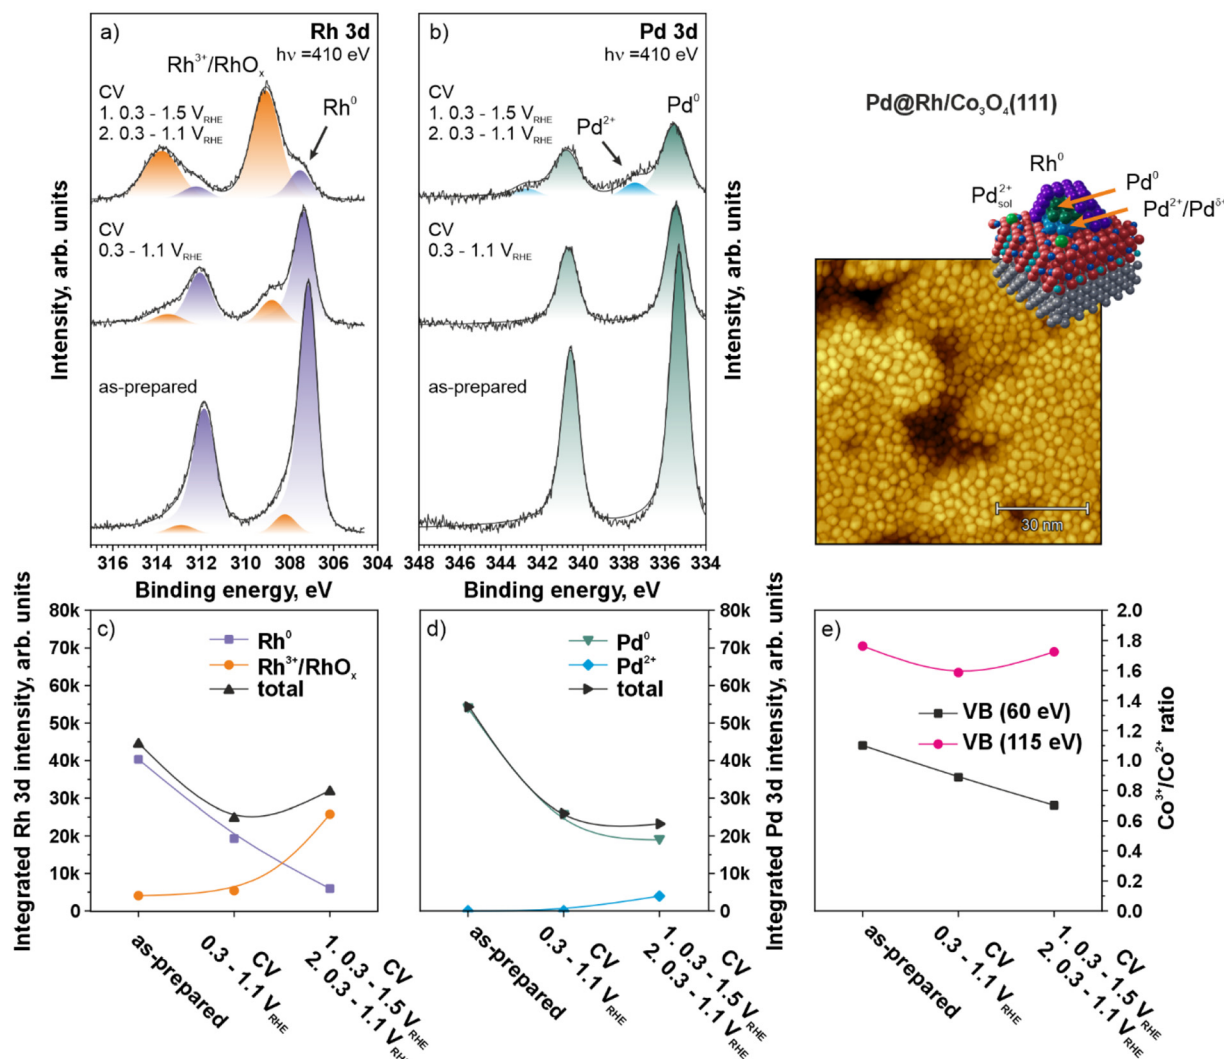 a)
Rh 3d
hν =410 eV
Rh³⁺/RhOₓ
Rh⁰
CV
1. 0.3 - 1.5 V_RHE
2. 0.3 - 1.1 V_RHE
CV
0.3 - 1.1 V_RHE
as-prepared
Intensity, arb. units
316 314 312 310 308 306 304
Binding energy, eV
b)
Pd 3d
hν =410 eV
Pd⁰
Pd²⁺
CV
1. 0.3 - 1.5 V_RHE
2. 0.3 - 1.1 V_RHE
CV
0.3 - 1.1 V_RHE
as-prepared
Intensity, arb. units
348 346 344 342 340 338 336 334
Binding energy, eV
Pd@Rh/Co₃O₄(111)
Rh⁰
Pd⁰
Pd²⁺sol
Pd²⁺/Pdᵟ⁺
30 nm
c)
Rh⁰
Rh³⁺/RhOₓ
total
Integrated Rh 3d intensity, arb. units
80k
70k
60k
50k
40k
30k
20k
10k
0
as-prepared
CV
0.3 - 1.1 V_RHE
CV
1. 0.3 - 1.5 V_RHE
2. 0.3 - 1.1 V_RHE
d)
Pd⁰
Pd²⁺
total
80k
70k
60k
50k
40k
30k
20k
10k
0
Integrated Pd 3d intensity, arb. units
as-prepared
CV
0.3 - 1.1 V_RHE
CV
1. 0.3 - 1.5 V_RHE
2. 0.3 - 1.1 V_RHE
e)
VB (60 eV)
VB (115 eV)
2.0
1.8
1.6
1.4
1.2
1.0
0.8
0.6
0.4
0.2
0.0
Co³⁺/Co²⁺ ratio
as-prepared
CV
0.3 - 1.1 V_RHE
CV
1. 0.3 - 1.5 V_RHE
2. 0.3 - 1.1 V_RHE